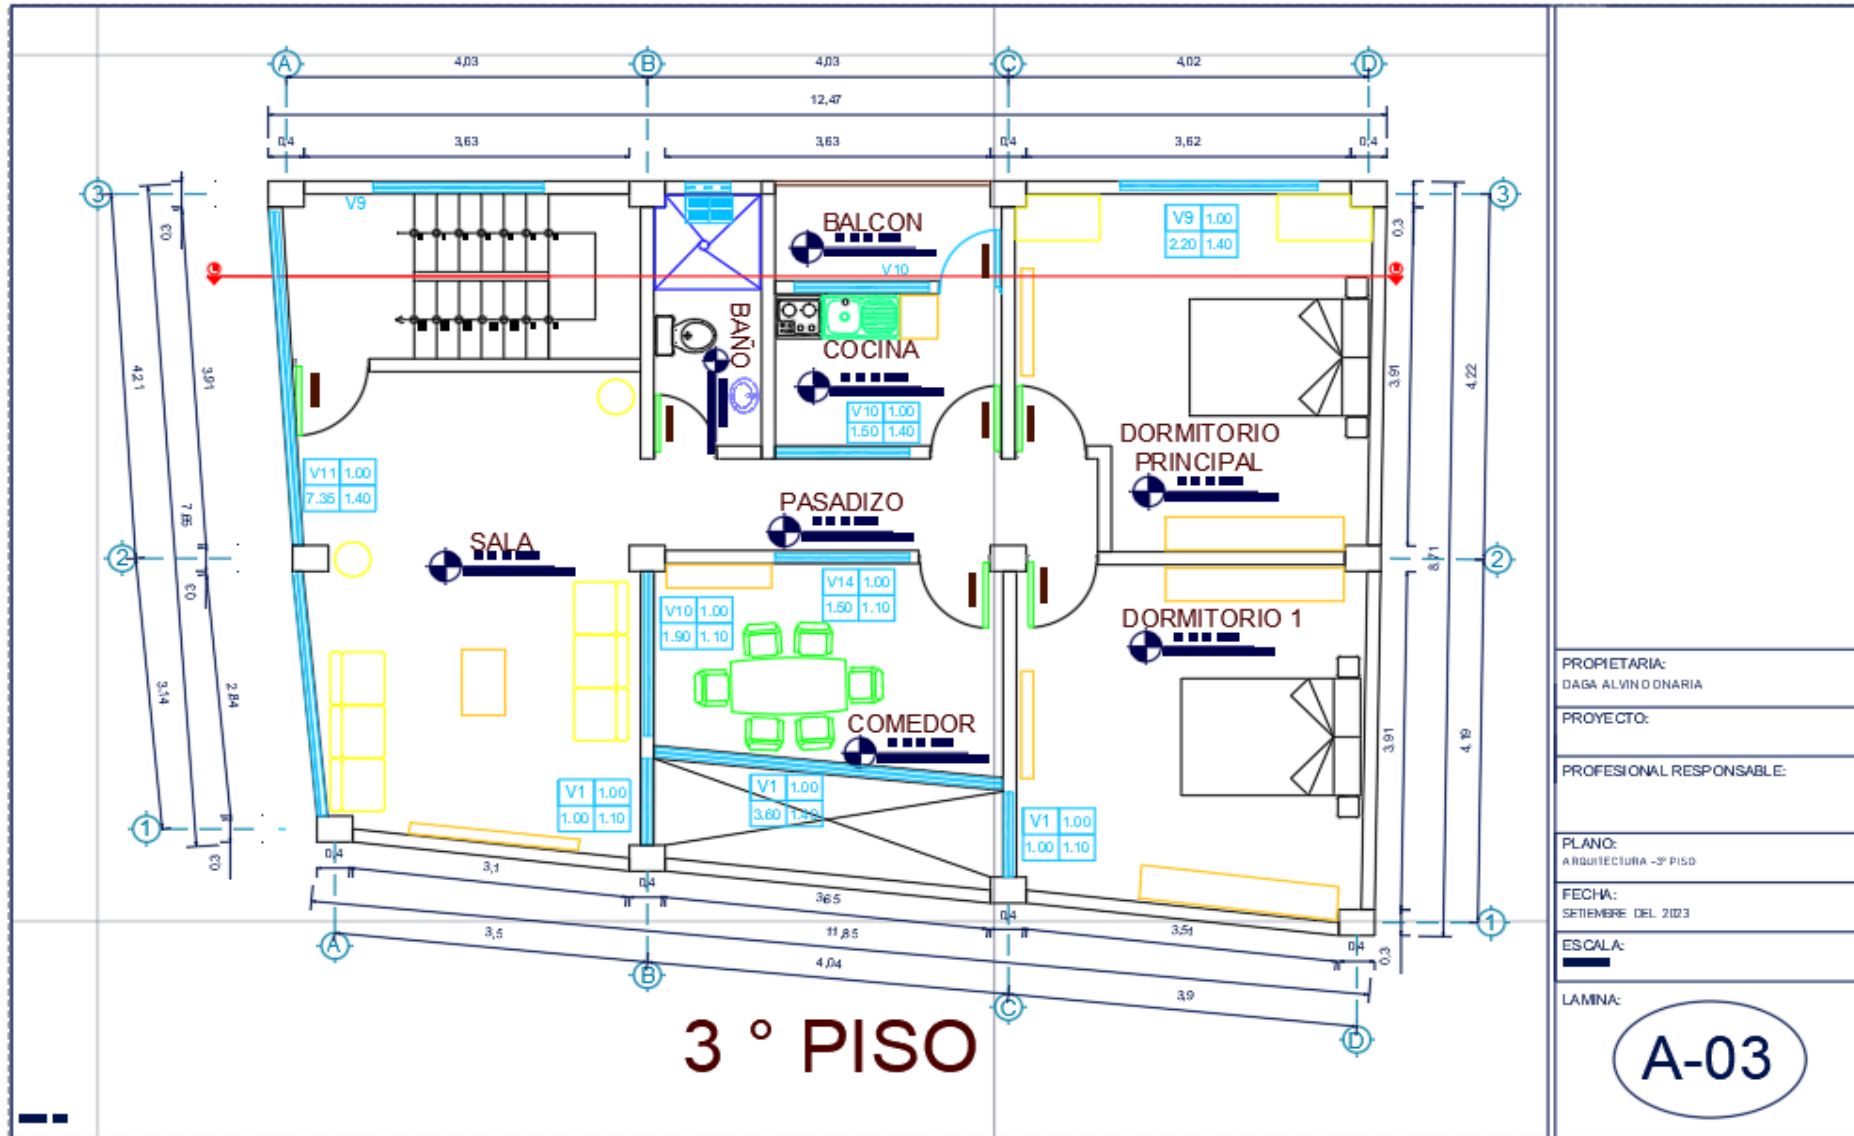 A
B
C
D
4,03
4,03
4,02
12,47
0,4
3,63
3,63
0,4
3,62
0,4
3
3
V9
BALCON
V10
V9 1.00
2.20 1.40
0,3
0,3
BAÑO
COCINA
4,21
3,91
3,91
4,22
V10 1.00
1.50 1.40
DORMITORIO
PRINCIPAL
V11 1.00
7.35 1.40
PASADIZO
7,65
SALA
2
2
8,71
0,3
V14 1.00
1.50 1.10
V10 1.00
1.90 1.10
DORMITORIO 1
3,14
2,84
COMEDOR
3,91
4,19
V1 1.00
1.00 1.10
V1 1.00
3.60 1.40
V1 1.00
1.00 1.10
1
0,3
0,4
3,1
0,4
3,65
0,4
3,51
0,4
0,3
1
3,5
11,85
4,04
3,9
A
B
C
D
3 ° PISO
PROPIETARIA:
DAGA ALVINO ONARIA
PROYECTO:
PROFESIONAL RESPONSABLE:
PLANO:
ARQUITECTURA -3° PISO
FECHA:
SETIEMBRE DEL 2023
ESCALA:
LAMINA:
A-03